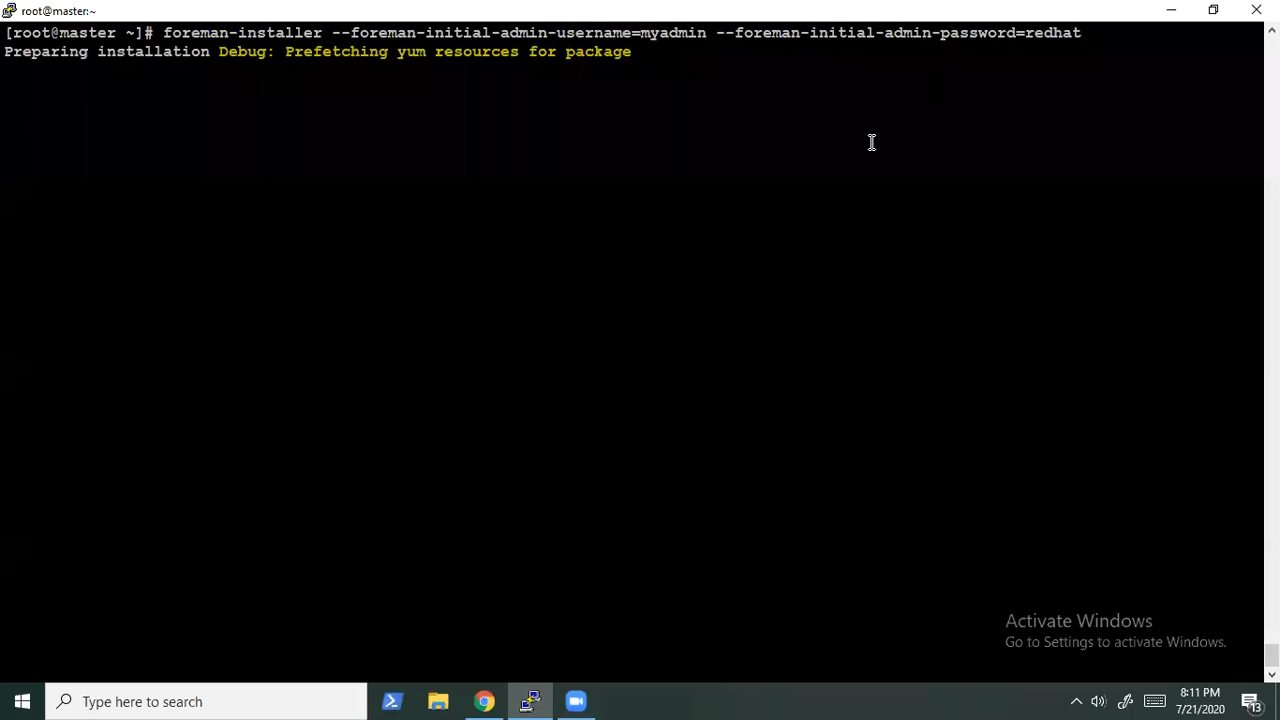 root@master:~
[root@master ~]# foreman-installer --foreman-initial-admin-username=myadmin --foreman-initial-admin-password=redhat
Preparing installation Debug: Prefetching yum resources for package
Activate Windows
Go to Settings to activate Windows.
Type here to search
8:11 PM
7/21/2020
13